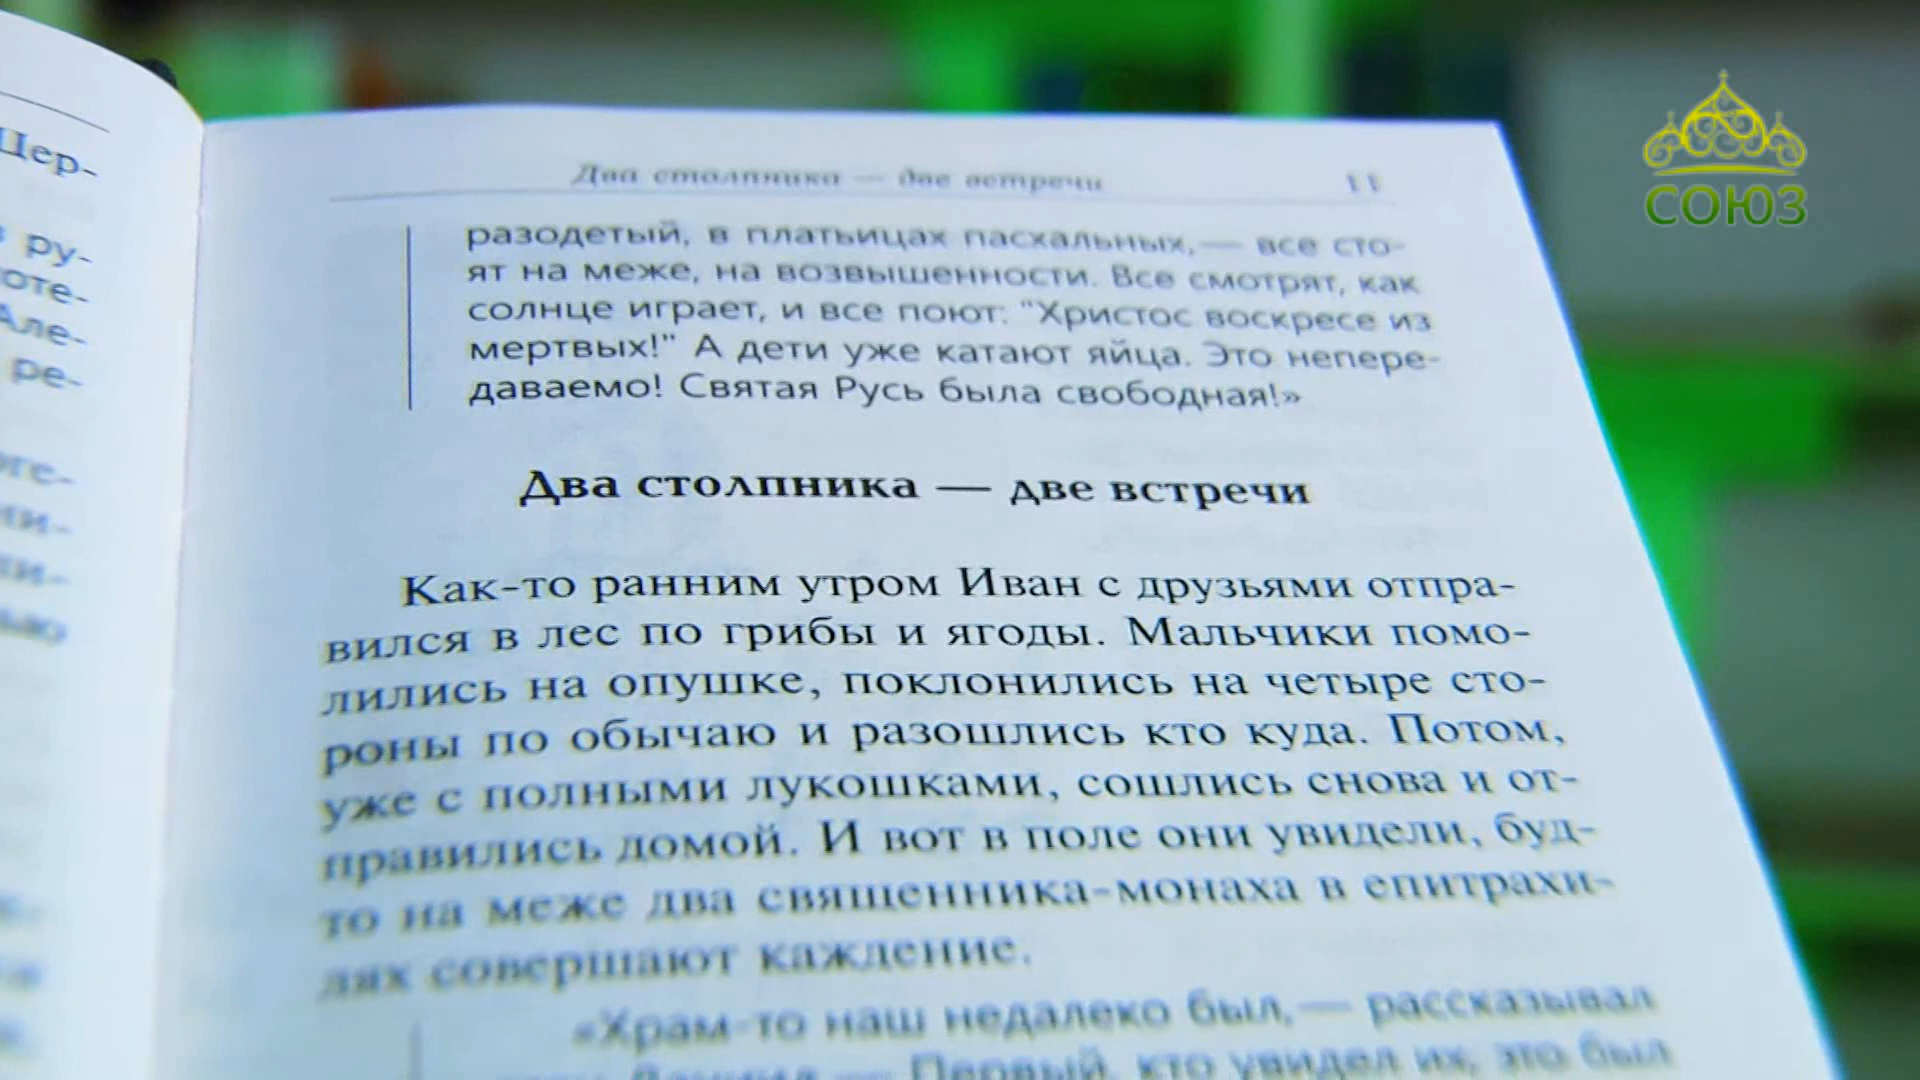 Цер-
ру-
Але-
ре-
СОЮЗ
Два столпника — две встречи 11
разодетый, в платьицах пасхальных,— все сто-
ят на меже, на возвышенности. Все смотрят, как
солнце играет, и все поют: "Христос воскресе из
мертвых!" А дети уже катают яйца. Это непере-
даваемо! Святая Русь была свободная!»
Два столпника — две встречи
Как-то ранним утром Иван с друзьями отпра-
вился в лес по грибы и ягоды. Мальчики помо-
лились на опушке, поклонились на четыре сто-
роны по обычаю и разошлись кто куда. Потом,
уже с полными лукошками, сошлись снова и от-
правились домой. И вот в поле они увидели, буд-
то на меже два священника-монаха в епитрахи-
лях совершают каждение.
«Храм-то наш недалеко был,— рассказывал
Первый, кто увидел их, это был